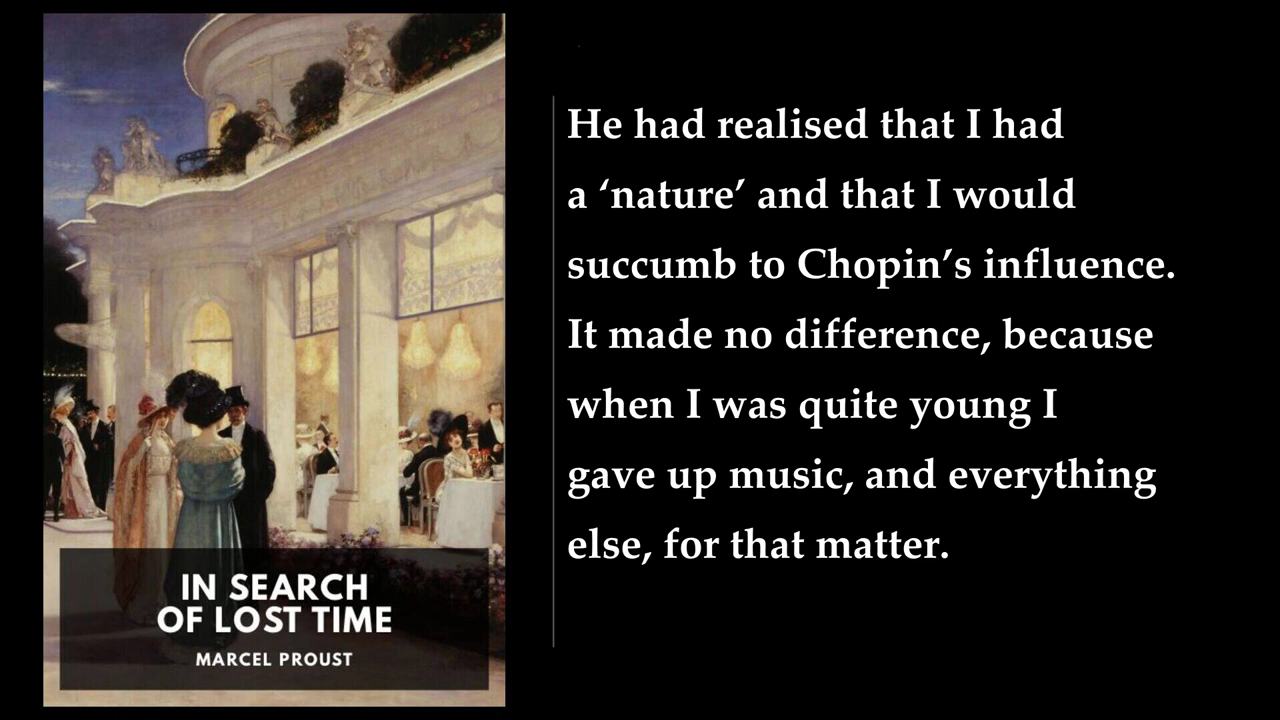 IN SEARCH
OF LOST TIME
MARCEL PROUST
He had realised that I had
a ‘nature’ and that I would
succumb to Chopin’s influence.
It made no difference, because
when I was quite young I
gave up music, and everything
else, for that matter.